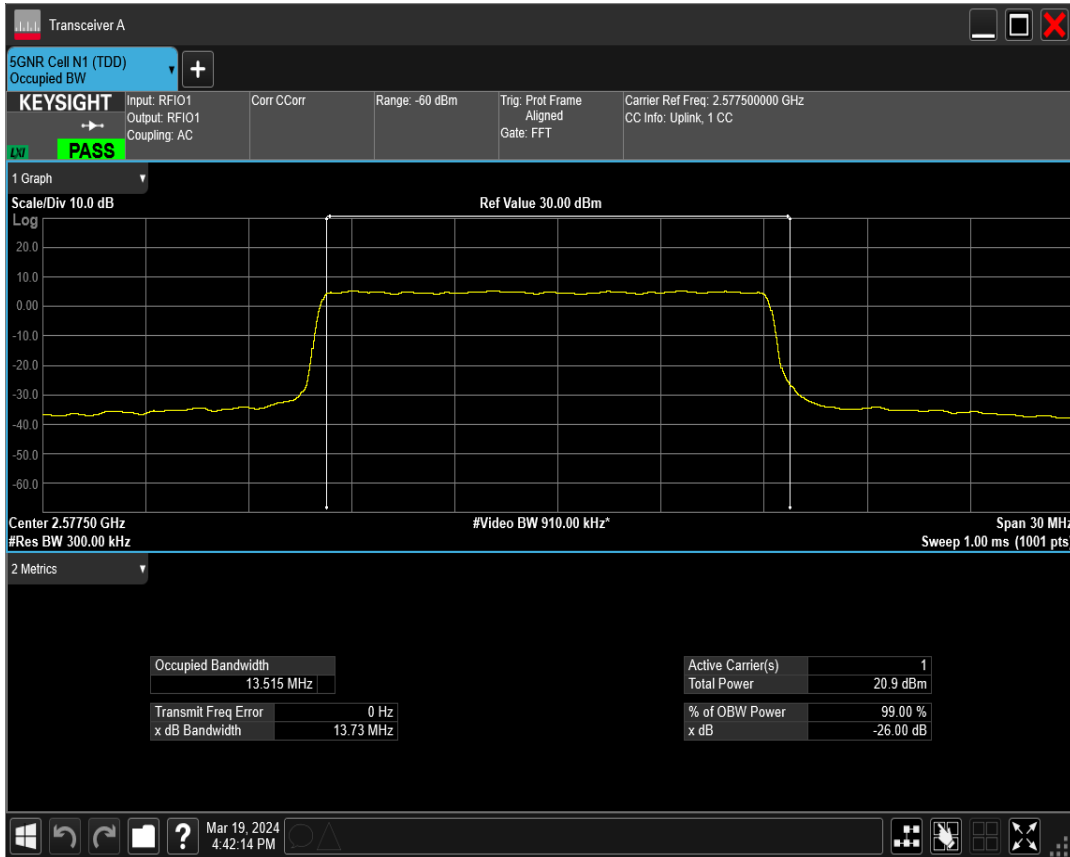 Transceiver A
5GNR Cell N1 (TDD)
Occupied BW
+
KEYSIGHT
LXI
PASS
Input: RFIO1
Output: RFIO1
Coupling: AC
Corr CCorr
Range: -60 dBm
Trig: Prot Frame
Aligned
Gate: FFT
Carrier Ref Freq: 2.577500000 GHz
CC Info: Uplink, 1 CC
1 Graph
Scale/Div 10.0 dB
Ref Value 30.00 dBm
Log
20.0
10.0
0.00
-10.0
-20.0
-30.0
-40.0
-50.0
-60.0
Center 2.57750 GHz
#Video BW 910.00 kHz*
Span 30 MHz
#Res BW 300.00 kHz
Sweep 1.00 ms (1001 pts)
2 Metrics
Occupied Bandwidth
13.515 MHz
Transmit Freq Error 0 Hz
x dB Bandwidth 13.73 MHz
Active Carrier(s) 1
Total Power 20.9 dBm
% of OBW Power 99.00 %
x dB -26.00 dB
?
Mar 19, 2024
4:42:14 PM